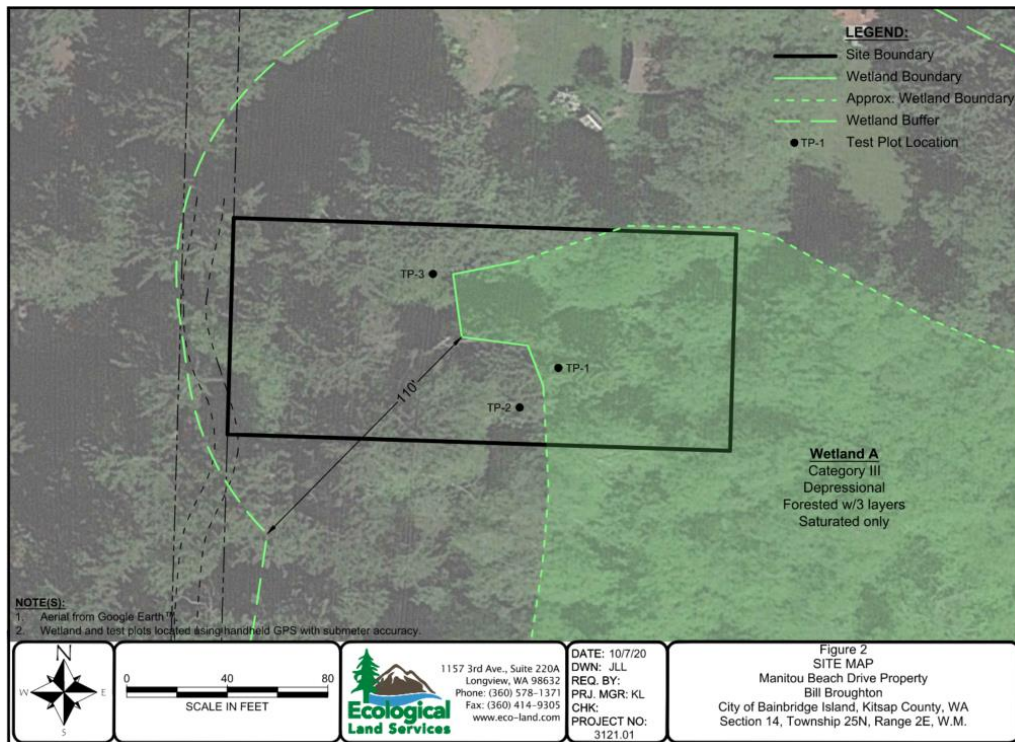 LEGEND:
Site Boundary
Wetland Boundary
Approx. Wetland Boundary
Wetland Buffer
TP-1 Test Plot Location
TP-3
TP-1
110'
TP-2
Wetland A
Category III
Depressional
Forested w/3 layers
Saturated only
NOTE(S):
1. Aerial from Google Earth™.
2. Wetland and test plots located using handheld GPS with submeter accuracy.
N
W E
S
0 40 80
SCALE IN FEET
Ecological
Land Services
1157 3rd Ave., Suite 220A
Longview, WA 98632
Phone: (360) 578-1371
Fax: (360) 414-9305
www.eco-land.com
DATE: 10/7/20
DWN: JLL
REQ. BY:
PRJ. MGR: KL
CHK:
PROJECT NO:
3121.01
Figure 2
SITE MAP
Manitou Beach Drive Property
Bill Broughton
City of Bainbridge Island, Kitsap County, WA
Section 14, Township 25N, Range 2E, W.M.